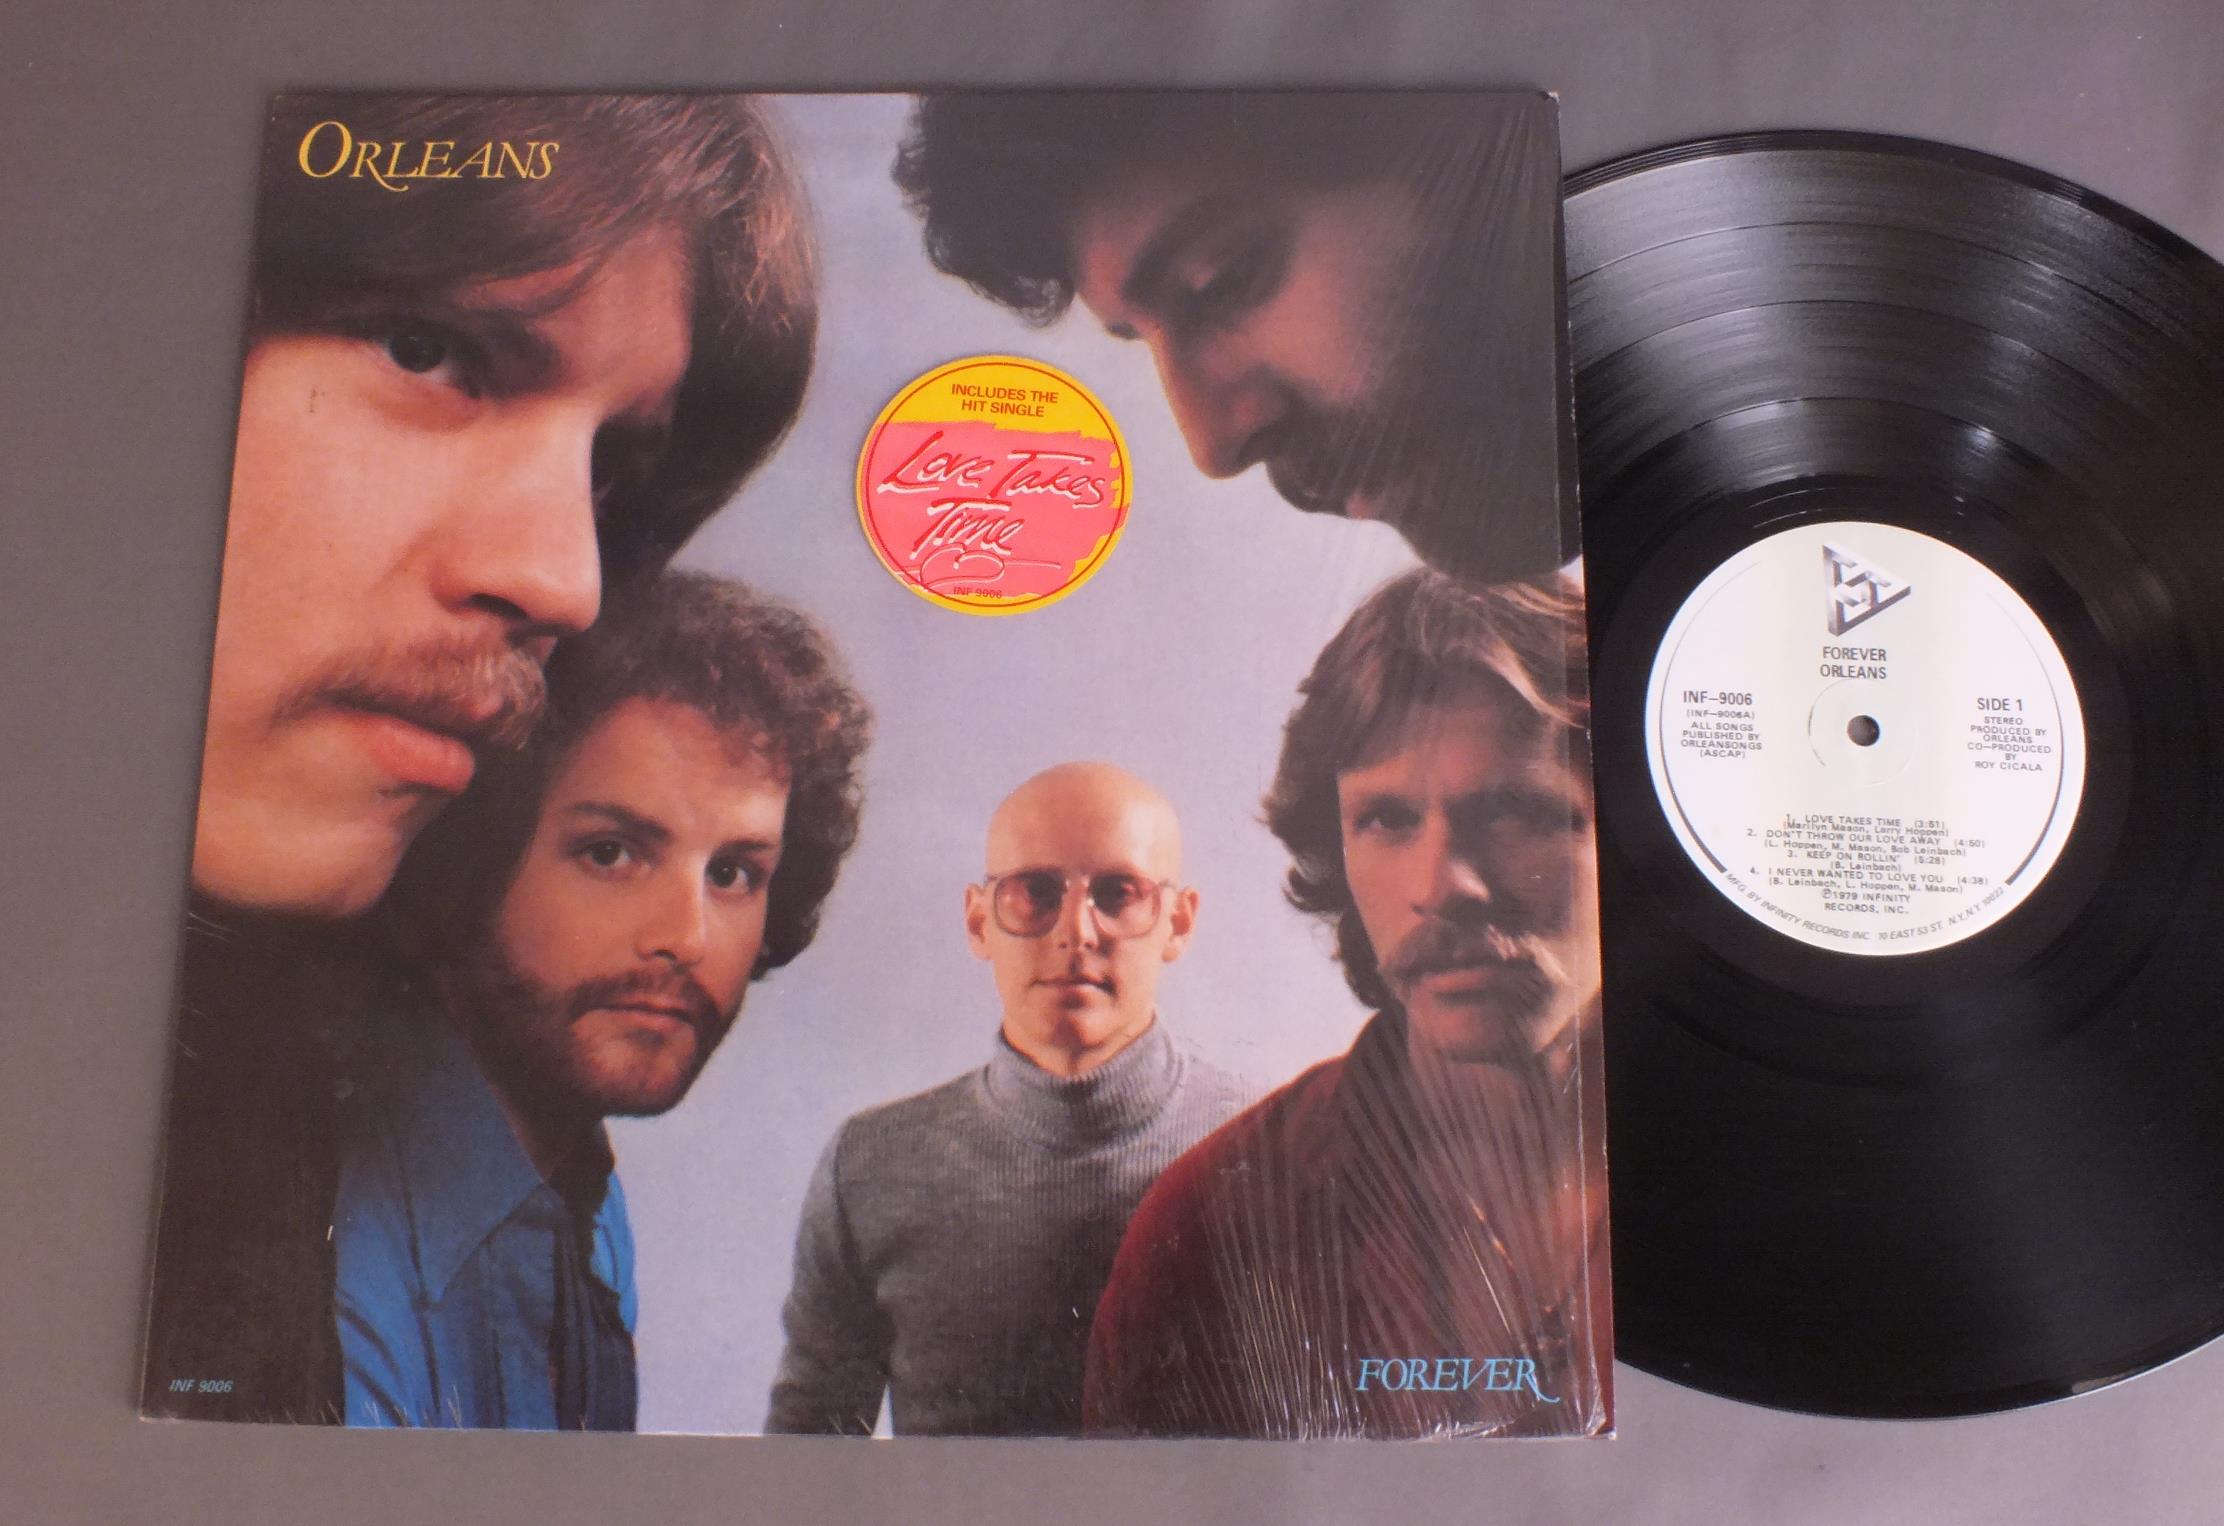 ORLEANS
INCLUDES THE
HIT SINGLE
Love Takes
Time
INF 9006
FOREVER
INF 9006
FOREVER
ORLEANS
INF-9006
(INF-9006A)
ALL SONGS
PUBLISHED BY
ORLEANSONGS
(ASCAP)
SIDE 1
STEREO
PRODUCED BY
ORLEANS
CO-PRODUCED
BY
ROY CICALA
1. LOVE TAKES TIME (3:51)
(Marilyn Mason, Larry Hoppen)
2. DON'T THROW OUR LOVE AWAY (4:50)
(L. Hoppen, M. Mason, Bob Leinbach)
3. KEEP ON ROLLIN' (5:28)
(B. Leinbach)
4. I NEVER WANTED TO LOVE YOU (4:38)
(B. Leinbach, L. Hoppen, M. Mason)
℗1979 INFINITY
RECORDS, INC.
MFG. BY INFINITY RECORDS INC 10 EAST 53 ST. N.Y., N.Y. 10022